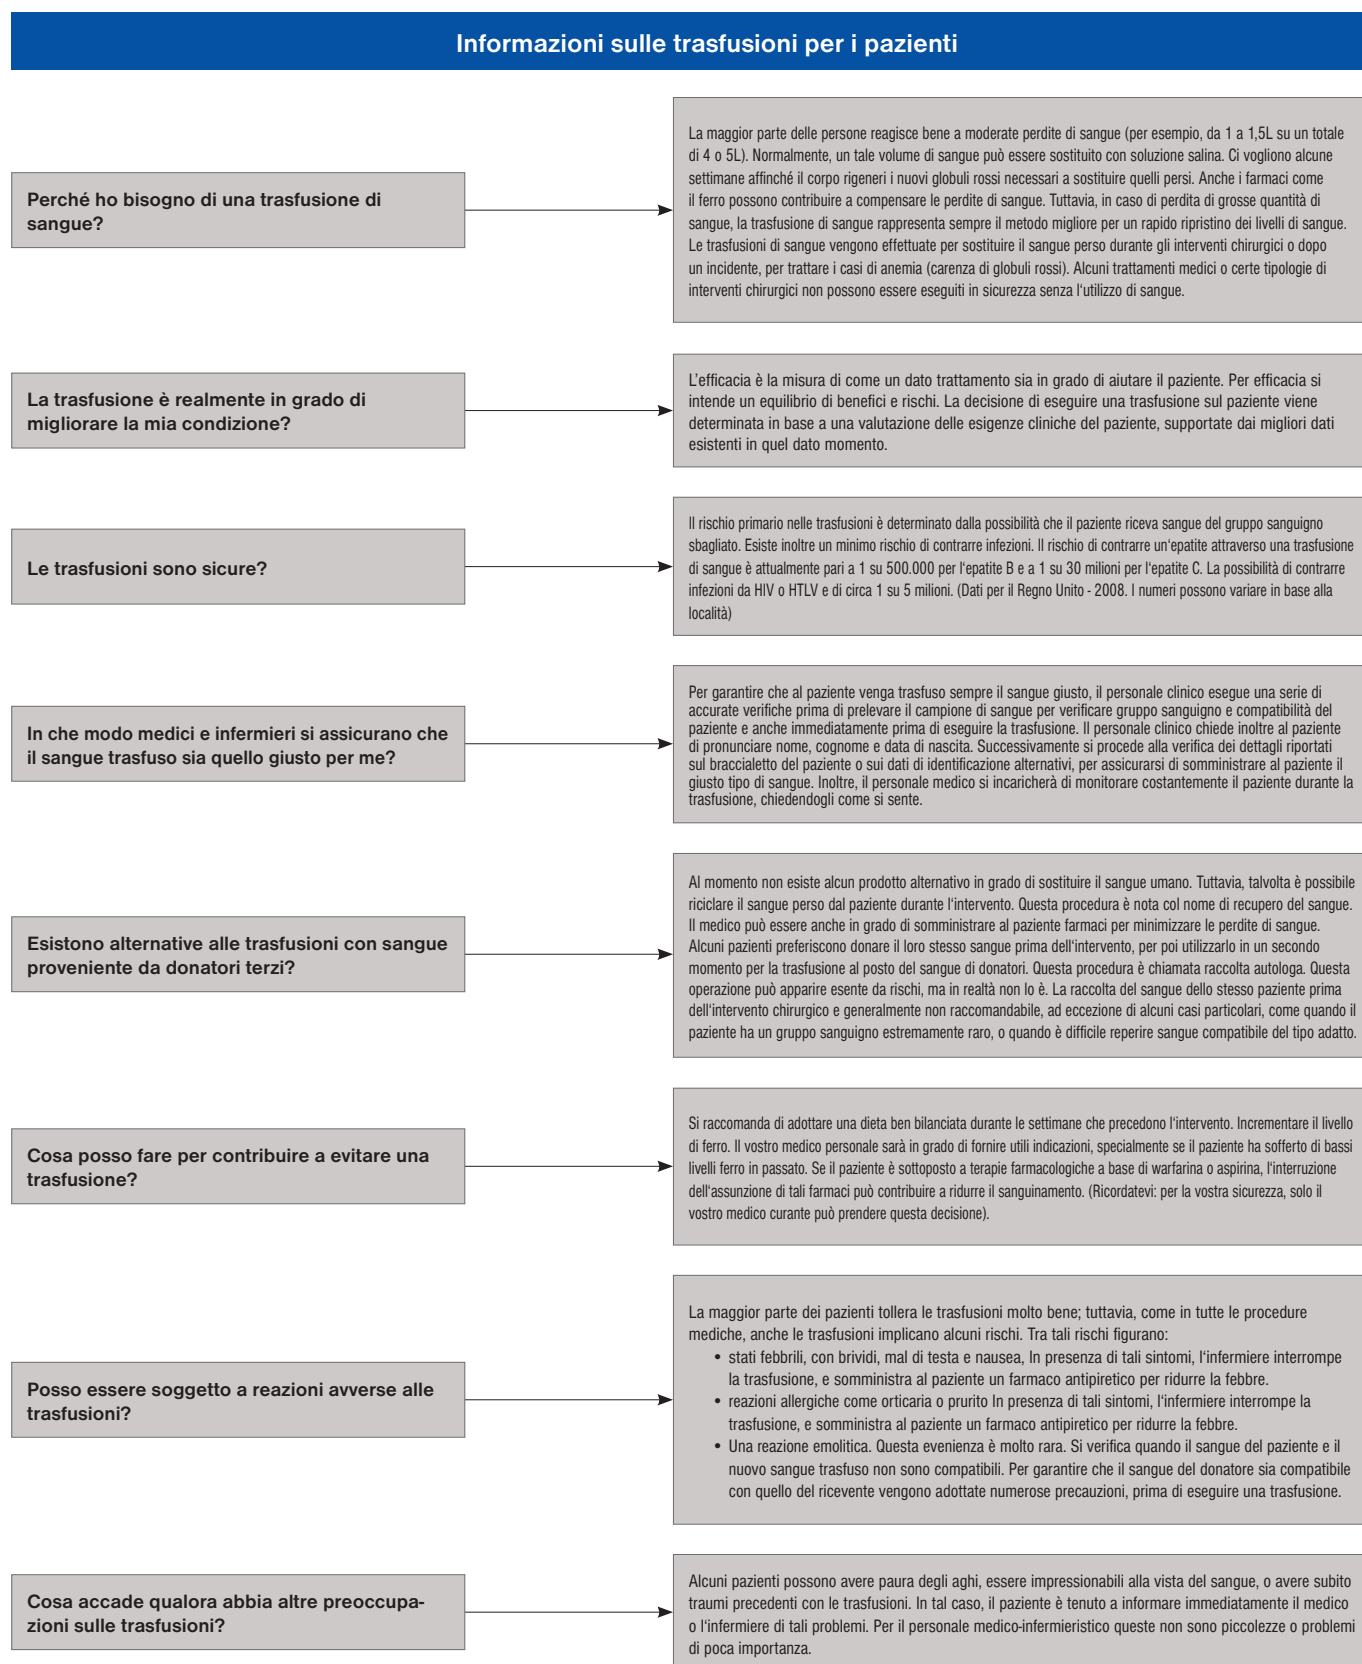 Informazioni sulle trasfusioni per i pazienti
Perché ho bisogno di una trasfusione di
sangue?
La maggior parte delle persone reagisce bene a moderate perdite di sangue (per esempio, da 1 a 1,5L su un totale
di 4 o 5L). Normalmente, un tale volume di sangue può essere sostituito con soluzione salina. Ci vogliono alcune
settimane affinché il corpo rigeneri i nuovi globuli rossi necessari a sostituire quelli persi. Anche i farmaci come
il ferro possono contribuire a compensare le perdite di sangue. Tuttavia, in caso di perdita di grosse quantità di
sangue, la trasfusione di sangue rappresenta sempre il metodo migliore per un rapido ripristino dei livelli di sangue.
Le trasfusioni di sangue vengono effettuate per sostituire il sangue perso durante gli interventi chirurgici o dopo
un incidente, per trattare i casi di anemia (carenza di globuli rossi). Alcuni trattamenti medici o certe tipologie di
interventi chirurgici non possono essere eseguiti in sicurezza senza l‘utilizzo di sangue.
La trasfusione è realmente in grado di
migliorare la mia condizione?
L’efficacia è la misura di come un dato trattamento sia in grado di aiutare il paziente. Per efficacia si
intende un equilibrio di benefici e rischi. La decisione di eseguire una trasfusione sul paziente viene
determinata in base a una valutazione delle esigenze cliniche del paziente, supportate dai migliori dati
esistenti in quel dato momento.
Le trasfusioni sono sicure?
Il rischio primario nelle trasfusioni è determinato dalla possibilità che il paziente riceva sangue del gruppo sanguigno
sbagliato. Esiste inoltre un minimo rischio di contrarre infezioni. Il rischio di contrarre un‘epatite attraverso una trasfusione
di sangue è attualmente pari a 1 su 500.000 per l‘epatite B e a 1 su 30 milioni per l‘epatite C. La possibilità di contrarre
infezioni da HIV o HTLV e di circa 1 su 5 milioni. (Dati per il Regno Unito - 2008. I numeri possono variare in base alla
località)
In che modo medici e infermieri si assicurano che
il sangue trasfuso sia quello giusto per me?
Per garantire che al paziente venga trasfuso sempre il sangue giusto, il personale clinico esegue una serie di
accurate verifiche prima di prelevare il campione di sangue per verificare gruppo sanguigno e compatibilità del
paziente e anche immediatamente prima di eseguire la trasfusione. Il personale clinico chiede inoltre al paziente
di pronunciare nome, cognome e data di nascita. Successivamente si procede alla verifica dei dettagli riportati
sul braccialetto del paziente o sui dati di identificazione alternativi, per assicurarsi di somministrare al paziente il
giusto tipo di sangue. Inoltre, il personale medico si incaricherà di monitorare costantemente il paziente durante la
trasfusione, chiedendogli come si sente.
Esistono alternative alle trasfusioni con sangue
proveniente da donatori terzi?
Al momento non esiste alcun prodotto alternativo in grado di sostituire il sangue umano. Tuttavia, talvolta è possibile
riciclare il sangue perso dal paziente durante l‘intervento. Questa procedura è nota col nome di recupero del sangue.
Il medico può essere anche in grado di somministrare al paziente farmaci per minimizzare le perdite di sangue.
Alcuni pazienti preferiscono donare il loro stesso sangue prima dell‘intervento, per poi utilizzarlo in un secondo
momento per la trasfusione al posto del sangue di donatori. Questa procedura è chiamata raccolta autologa. Questa
operazione può apparire esente da rischi, ma in realtà non lo è. La raccolta del sangue dello stesso paziente prima
dell‘intervento chirurgico e generalmente non raccomandabile, ad eccezione di alcuni casi particolari, come quando il
paziente ha un gruppo sanguigno estremamente raro, o quando è difficile reperire sangue compatibile del tipo adatto.
Cosa posso fare per contribuire a evitare una
trasfusione?
Si raccomanda di adottare una dieta ben bilanciata durante le settimane che precedono l‘intervento. Incrementare il livello
di ferro. Il vostro medico personale sarà in grado di fornire utili indicazioni, specialmente se il paziente ha sofferto di bassi
livelli ferro in passato. Se il paziente è sottoposto a terapie farmacologiche a base di warfarina o aspirina, l‘interruzione
dell‘assunzione di tali farmaci può contribuire a ridurre il sanguinamento. (Ricordatevi: per la vostra sicurezza, solo il
vostro medico curante può prendere questa decisione).
Posso essere soggetto a reazioni avverse alle
trasfusioni?
La maggior parte dei pazienti tollera le trasfusioni molto bene; tuttavia, come in tutte le procedure
mediche, anche le trasfusioni implicano alcuni rischi. Tra tali rischi figurano:
• stati febbrili, con brividi, mal di testa e nausea, In presenza di tali sintomi, l‘infermiere interrompe
la trasfusione, e somministra al paziente un farmaco antipiretico per ridurre la febbre.
• reazioni allergiche come orticaria o prurito In presenza di tali sintomi, l‘infermiere interrompe la
trasfusione, e somministra al paziente un farmaco antipiretico per ridurre la febbre.
• Una reazione emolitica. Questa evenienza è molto rara. Si verifica quando il sangue del paziente e il
nuovo sangue trasfuso non sono compatibili. Per garantire che il sangue del donatore sia compatibile
con quello del ricevente vengono adottate numerose precauzioni, prima di eseguire una trasfusione.
Cosa accade qualora abbia altre preoccupa-
zioni sulle trasfusioni?
Alcuni pazienti possono avere paura degli aghi, essere impressionabili alla vista del sangue, o avere subito
traumi precedenti con le trasfusioni. In tal caso, il paziente è tenuto a informare immediatamente il medico
o l‘infermiere di tali problemi. Per il personale medico-infermieristico queste non sono piccolezze o problemi
di poca importanza.